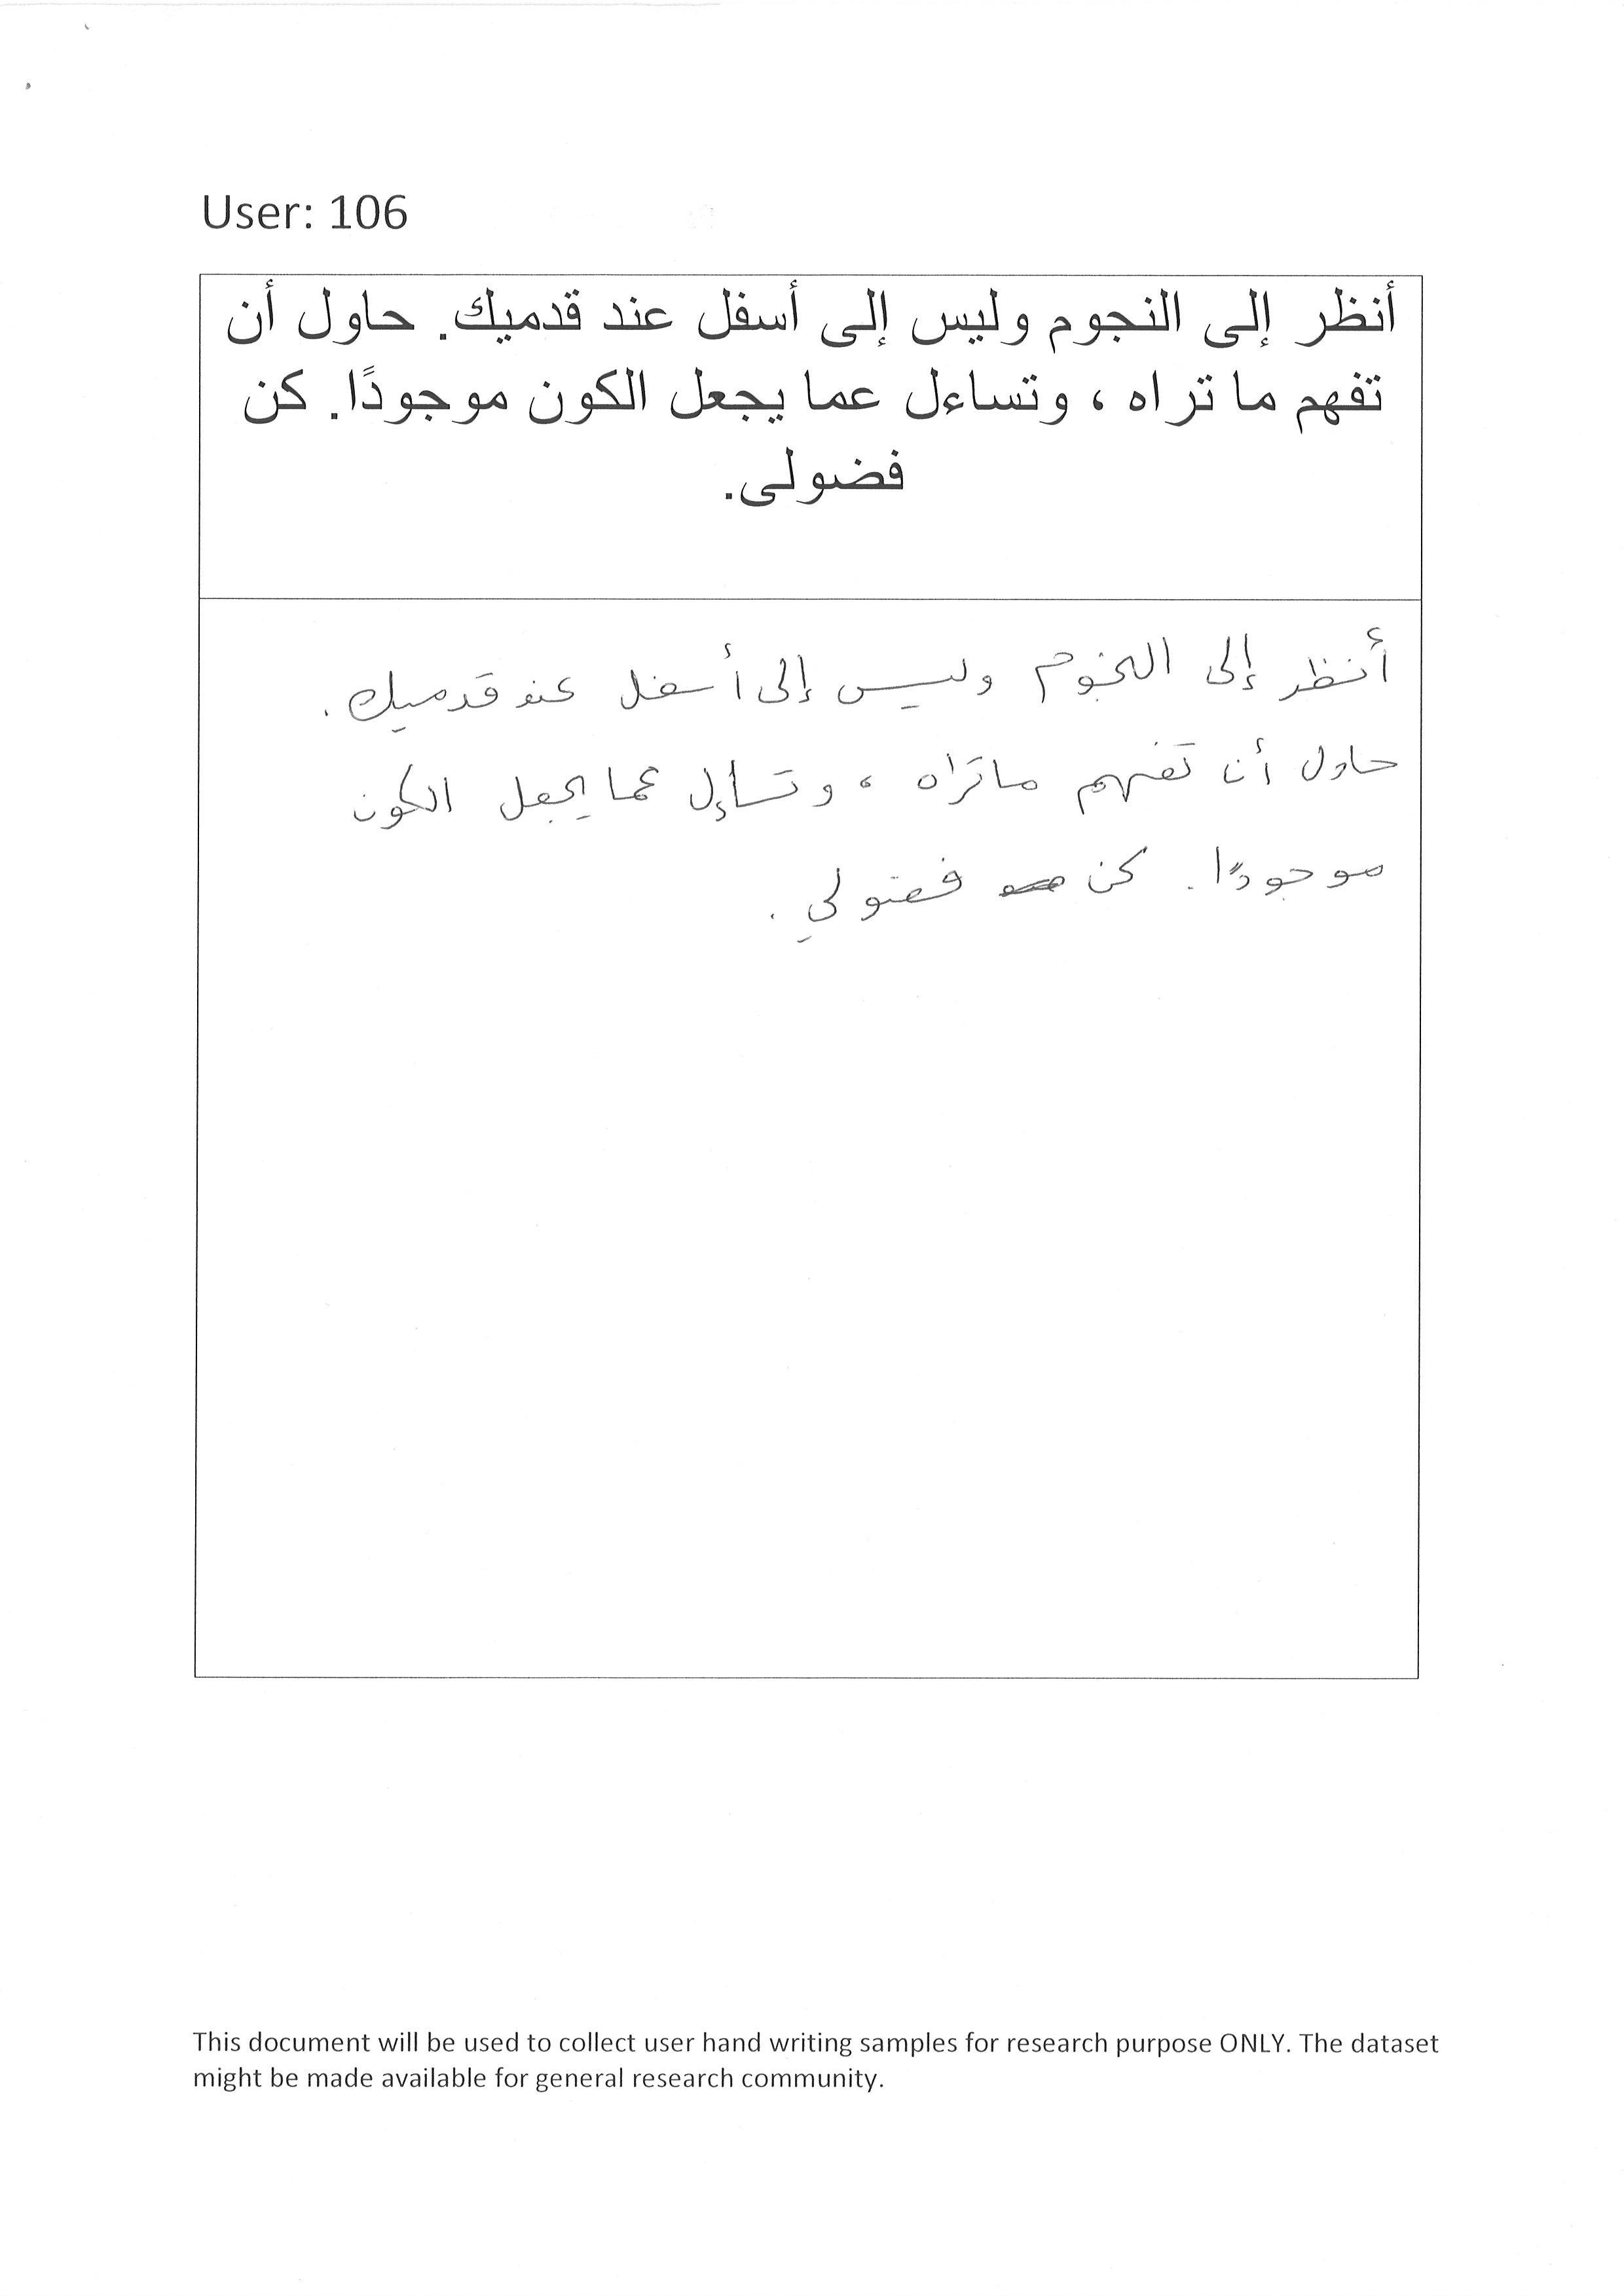 User: 106
أنظر إلى النجوم وليس إلى أسفل عند قدميك. حاول أن
تفهم ما تراه ، وتساءل عما يجعل الكون موجودًا. كن
فضولى.
أنظر إلى النجوم وليس إلى أسفل عند قدميك .
حاول أن تفهم ما تراه ، وتساءل عما يجعل الكون
موجودًا. كن فضولي .
This document will be used to collect user hand writing samples for research purpose ONLY. The dataset
might be made available for general research community.